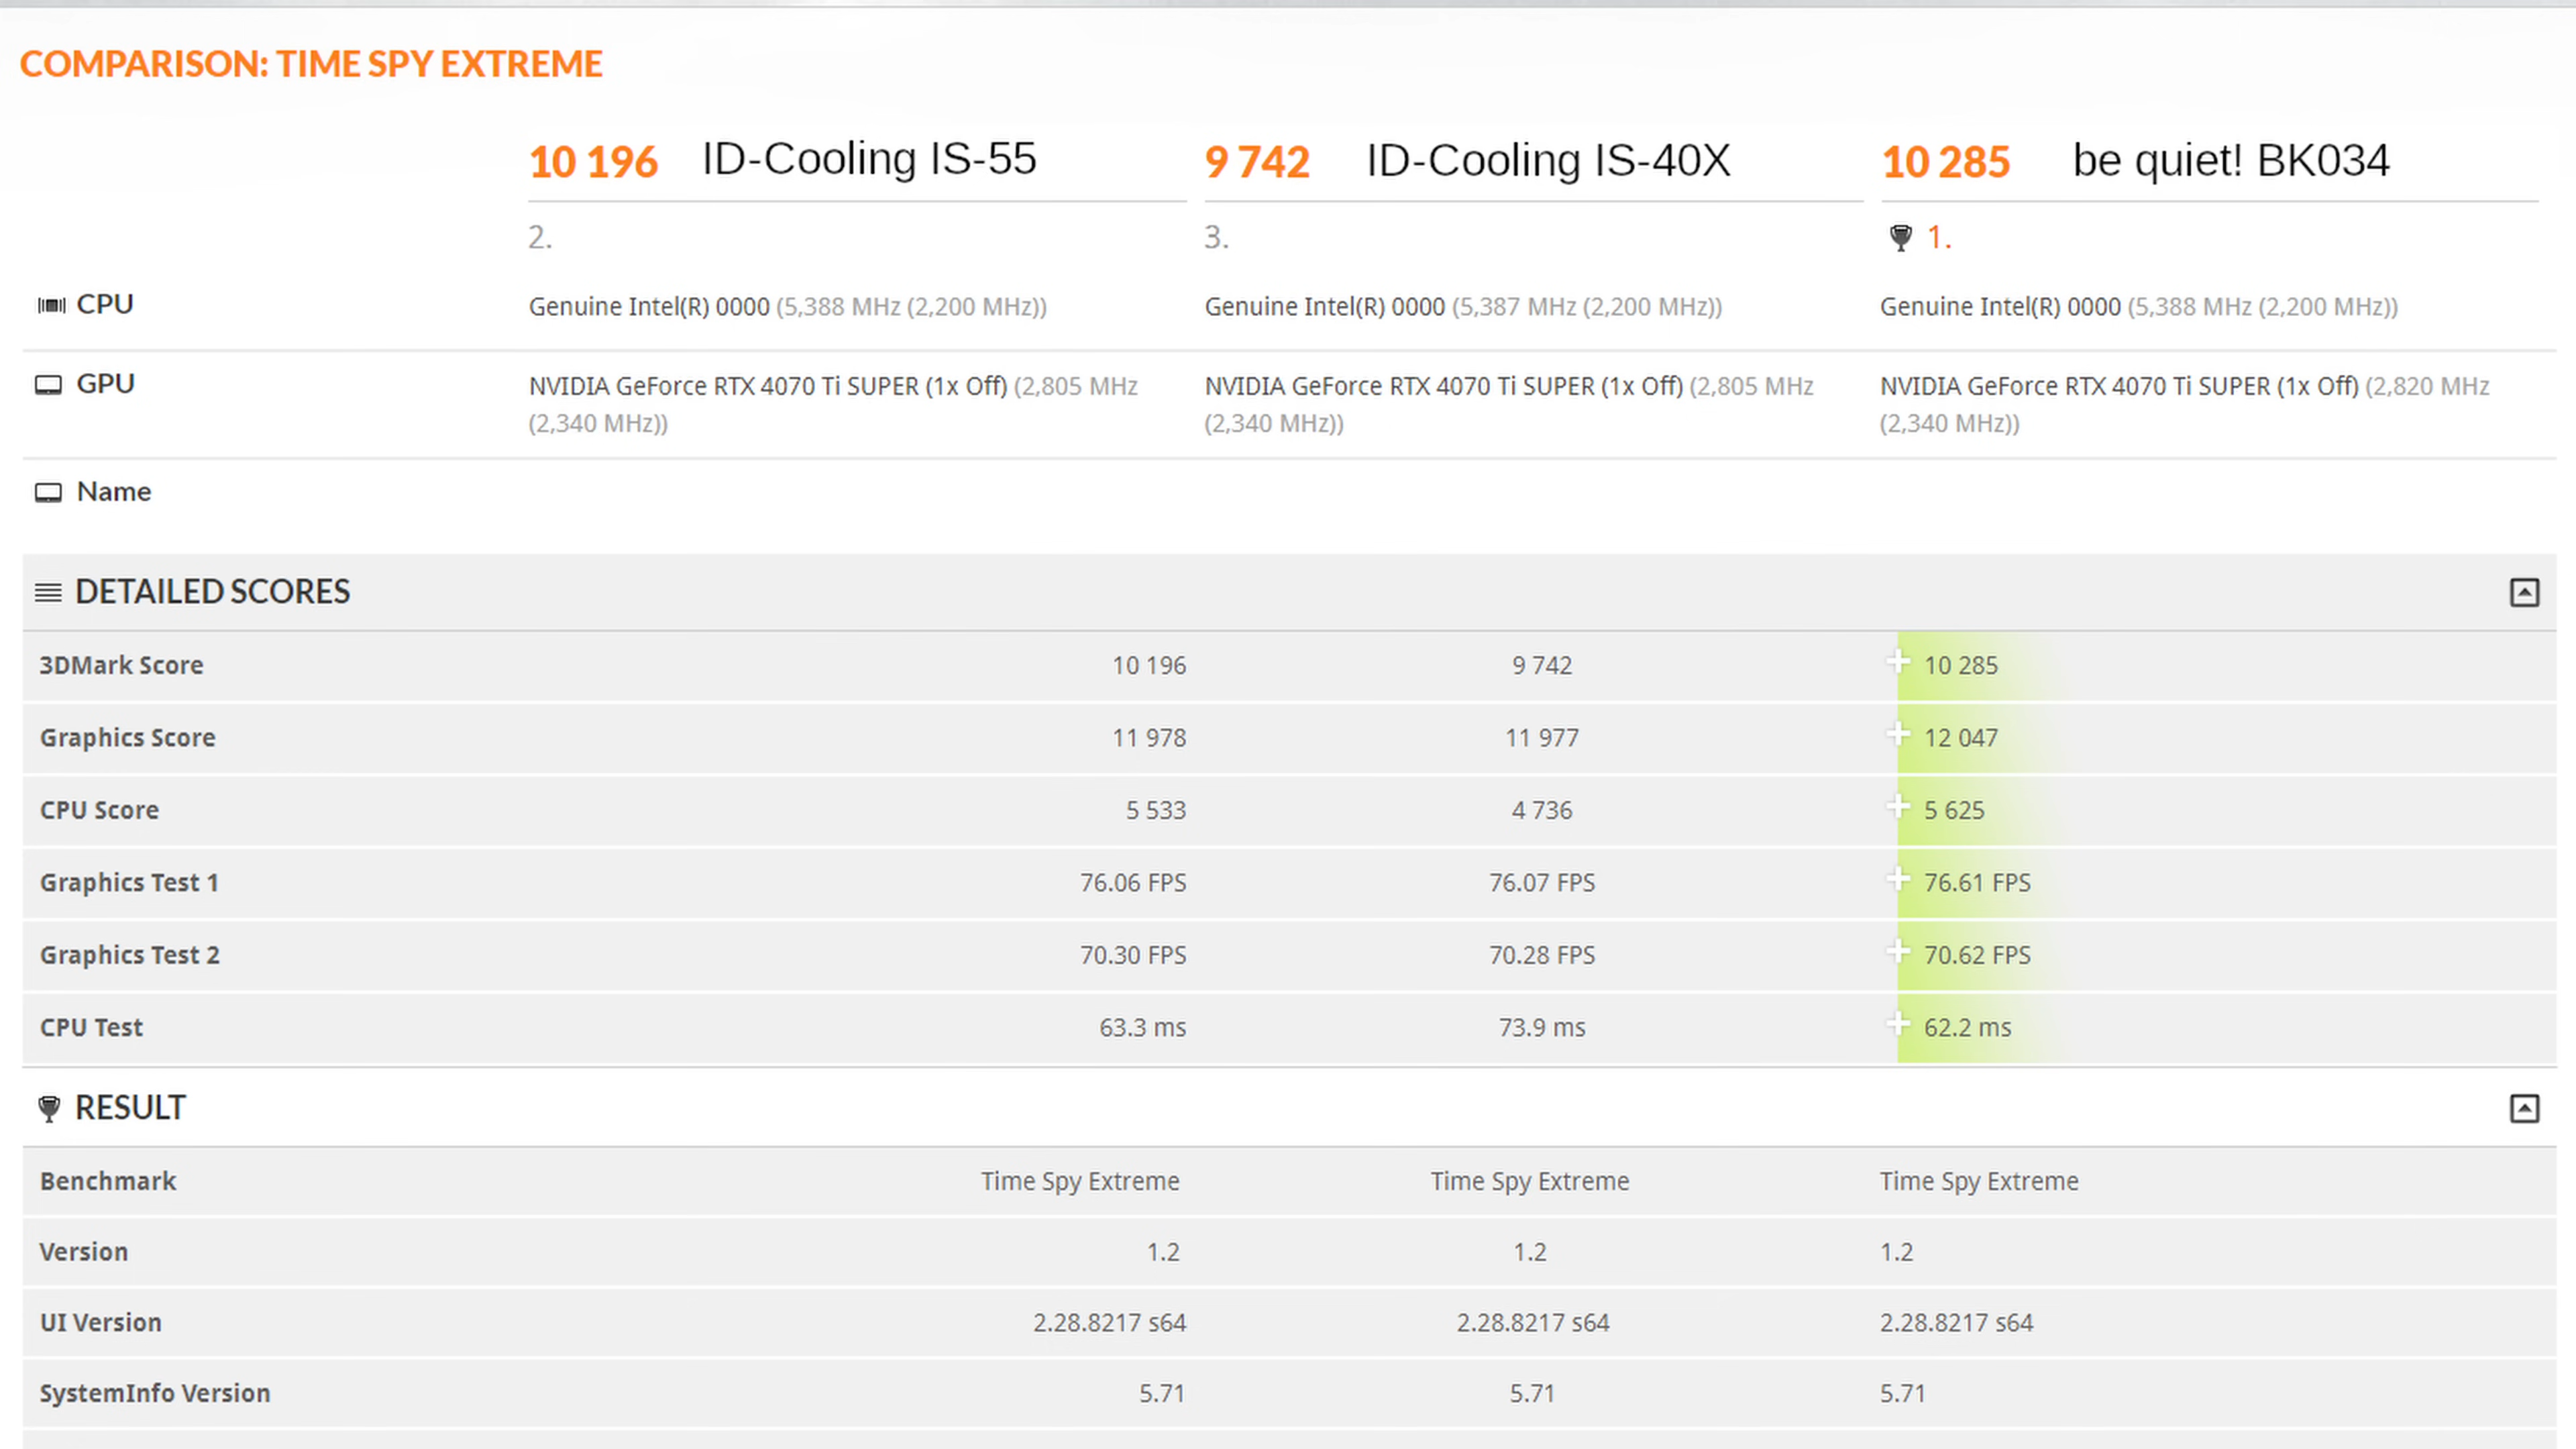 COMPARISON: TIME SPY EXTREME
10 196 ID-Cooling IS-55 9 742 ID-Cooling IS-40X 10 285 be quiet! BK034
2. 3. 1.
CPU Genuine Intel(R) 0000 (5,388 MHz (2,200 MHz)) Genuine Intel(R) 0000 (5,387 MHz (2,200 MHz)) Genuine Intel(R) 0000 (5,388 MHz (2,200 MHz))
GPU NVIDIA GeForce RTX 4070 Ti SUPER (1x Off) (2,805 MHz NVIDIA GeForce RTX 4070 Ti SUPER (1x Off) (2,805 MHz NVIDIA GeForce RTX 4070 Ti SUPER (1x Off) (2,820 MHz
(2,340 MHz)) (2,340 MHz)) (2,340 MHz))
Name
DETAILED SCORES
3DMark Score 10 196 9 742 + 10 285
Graphics Score 11 978 11 977 + 12 047
CPU Score 5 533 4 736 + 5 625
Graphics Test 1 76.06 FPS 76.07 FPS + 76.61 FPS
Graphics Test 2 70.30 FPS 70.28 FPS + 70.62 FPS
CPU Test 63.3 ms 73.9 ms + 62.2 ms
RESULT
Benchmark Time Spy Extreme Time Spy Extreme Time Spy Extreme
Version 1.2 1.2 1.2
UI Version 2.28.8217 s64 2.28.8217 s64 2.28.8217 s64
SystemInfo Version 5.71 5.71 5.71